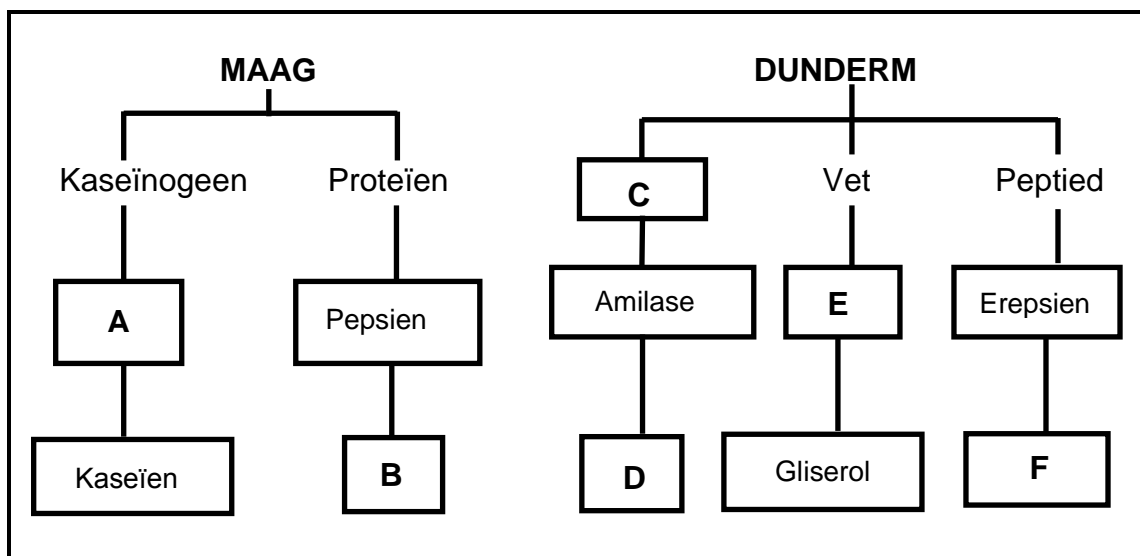 MAAG DUNDERM
Kaseïnogeen Proteïen C Vet Peptied
A Pepsien Amilase E Erepsien
Kaseïen B D Gliserol F